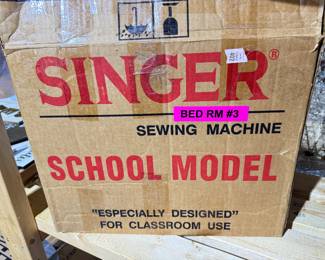 SINGER®
BED RM #3
SEWING MACHINE
SCHOOL MODEL
"ESPECIALLY DESIGNED"
FOR CLASSROOM USE